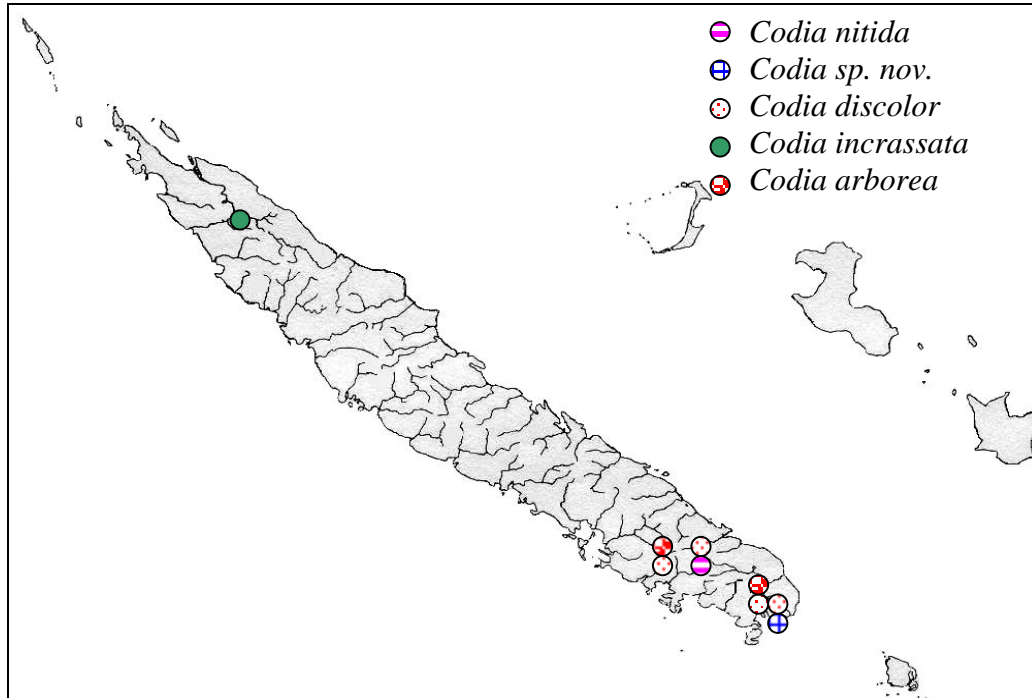 Codia nitida
Codia sp. nov.
Codia discolor
Codia incrassata
Codia arborea